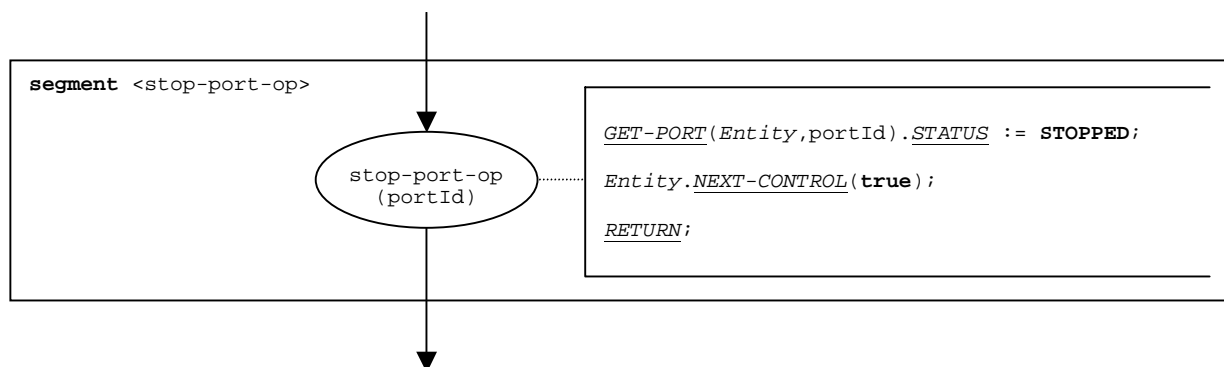 segment <stop-port-op>
stop-port-op
(portId)
GET-PORT(Entity,portId).STATUS := STOPPED;
Entity.NEXT-CONTROL(true);
RETURN;